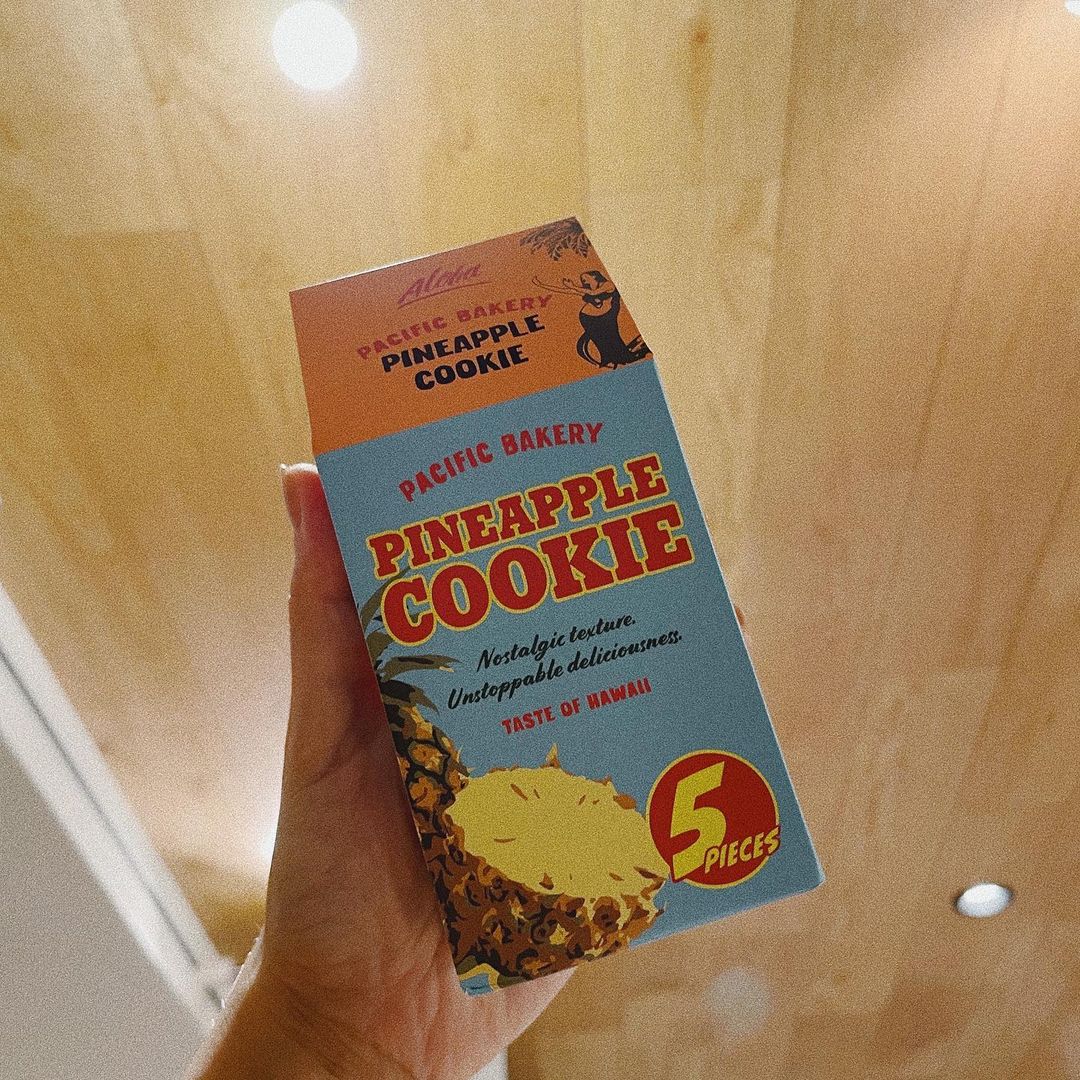 Aloha
PACIFIC BAKERY
PINEAPPLE
COOKIE
PACIFIC BAKERY
PINEAPPLE
COOKIE
Nostalgic texture.
Unstoppable deliciousness.
TASTE OF HAWAII
5
PIECES